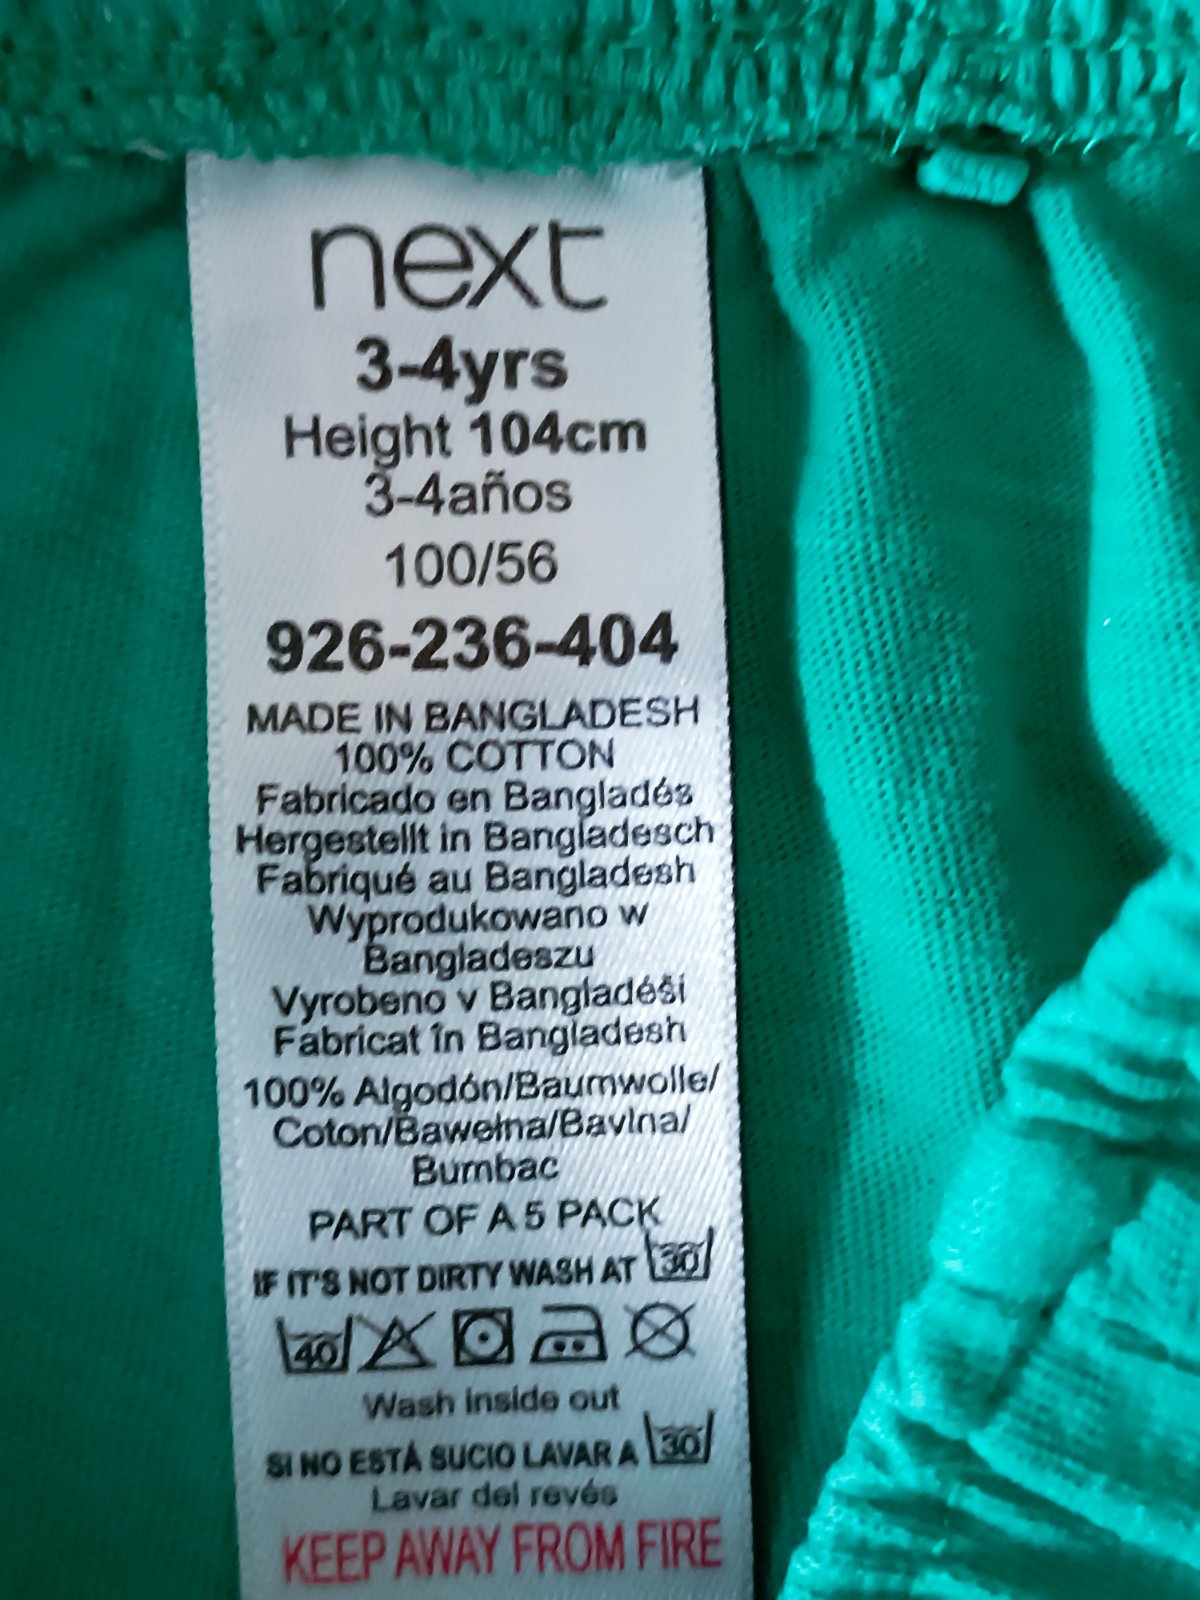 next
3-4yrs
Height 104cm
3-4años
100/56
926-236-404
MADE IN BANGLADESH
100% COTTON
Fabricado en Bangladés
Hergestellt in Bangladesch
Fabriqué au Bangladesh
Wyprodukowano w
Bangladeszu
Vyrobeno v Bangladéši
Fabricat în Bangladesh
100% Algodón/Baumwolle/
Coton/Bawełna/Bavlna/
Bumbac
PART OF A 5 PACK
IF IT'S NOT DIRTY WASH AT 30
40
Wash inside out
SI NO ESTÁ SUCIO LAVAR A 30
Lavar del revés
KEEP AWAY FROM FIRE